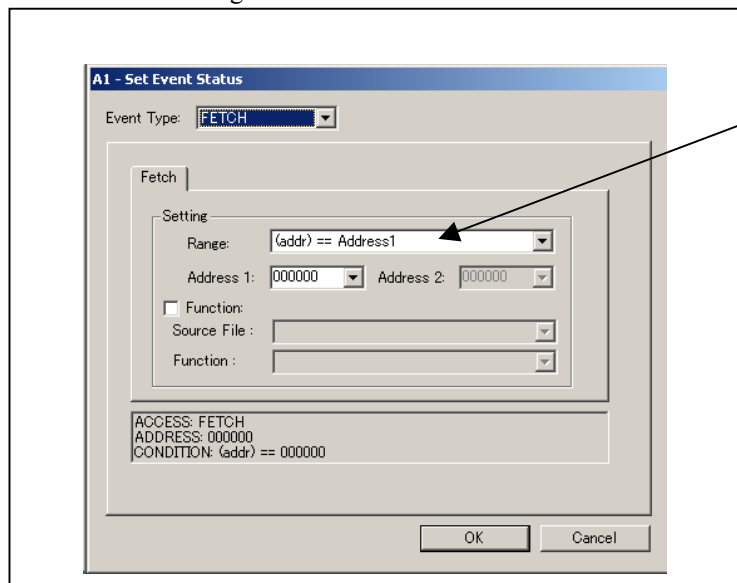 A1 - Set Event Status
Event Type: FETCH
Fetch
Setting
Range: (addr) == Address1
Address 1: 000000 Address 2: 000000
Function:
Source File :
Function :
ACCESS: FETCH
ADDRESS: 000000
CONDITION: (addr) == 000000
OK Cancel